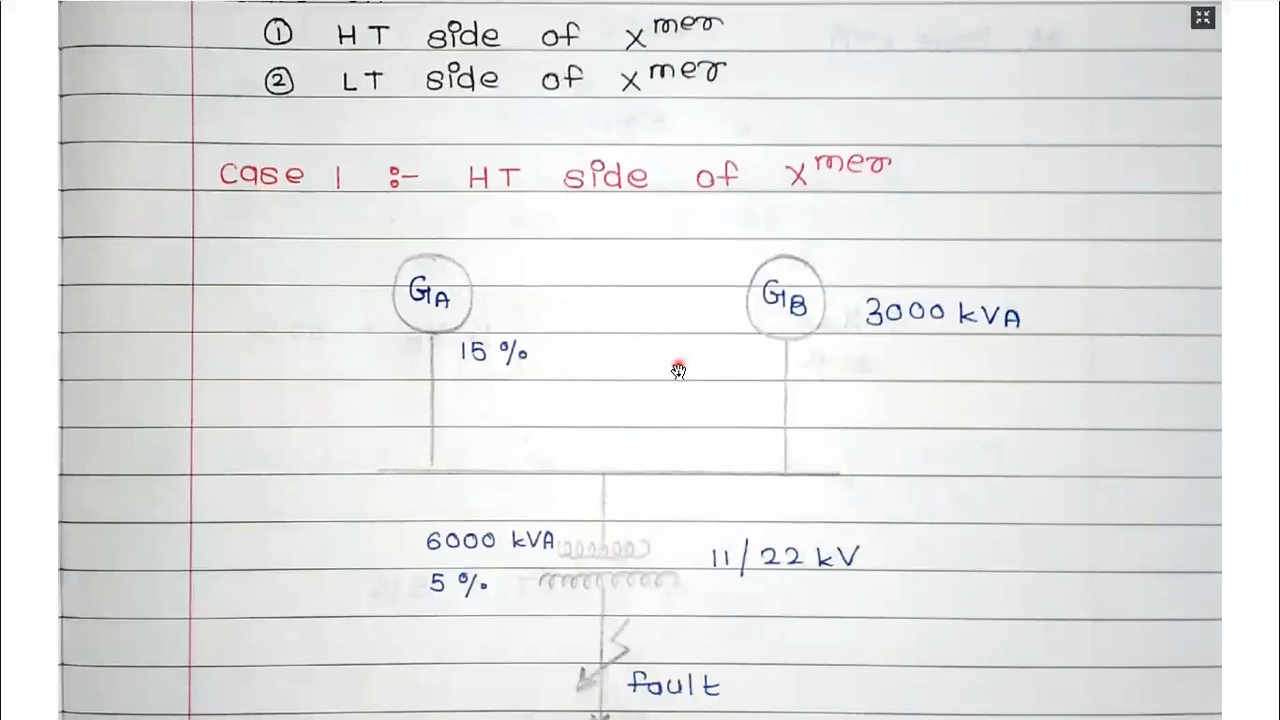 ① HT side of xmer
② LT side of xmer
Case 1 :- HT side of xmer
GA
GB
3000 kVA
15 %
6000 kVA
11/22 kV
5 %
fault